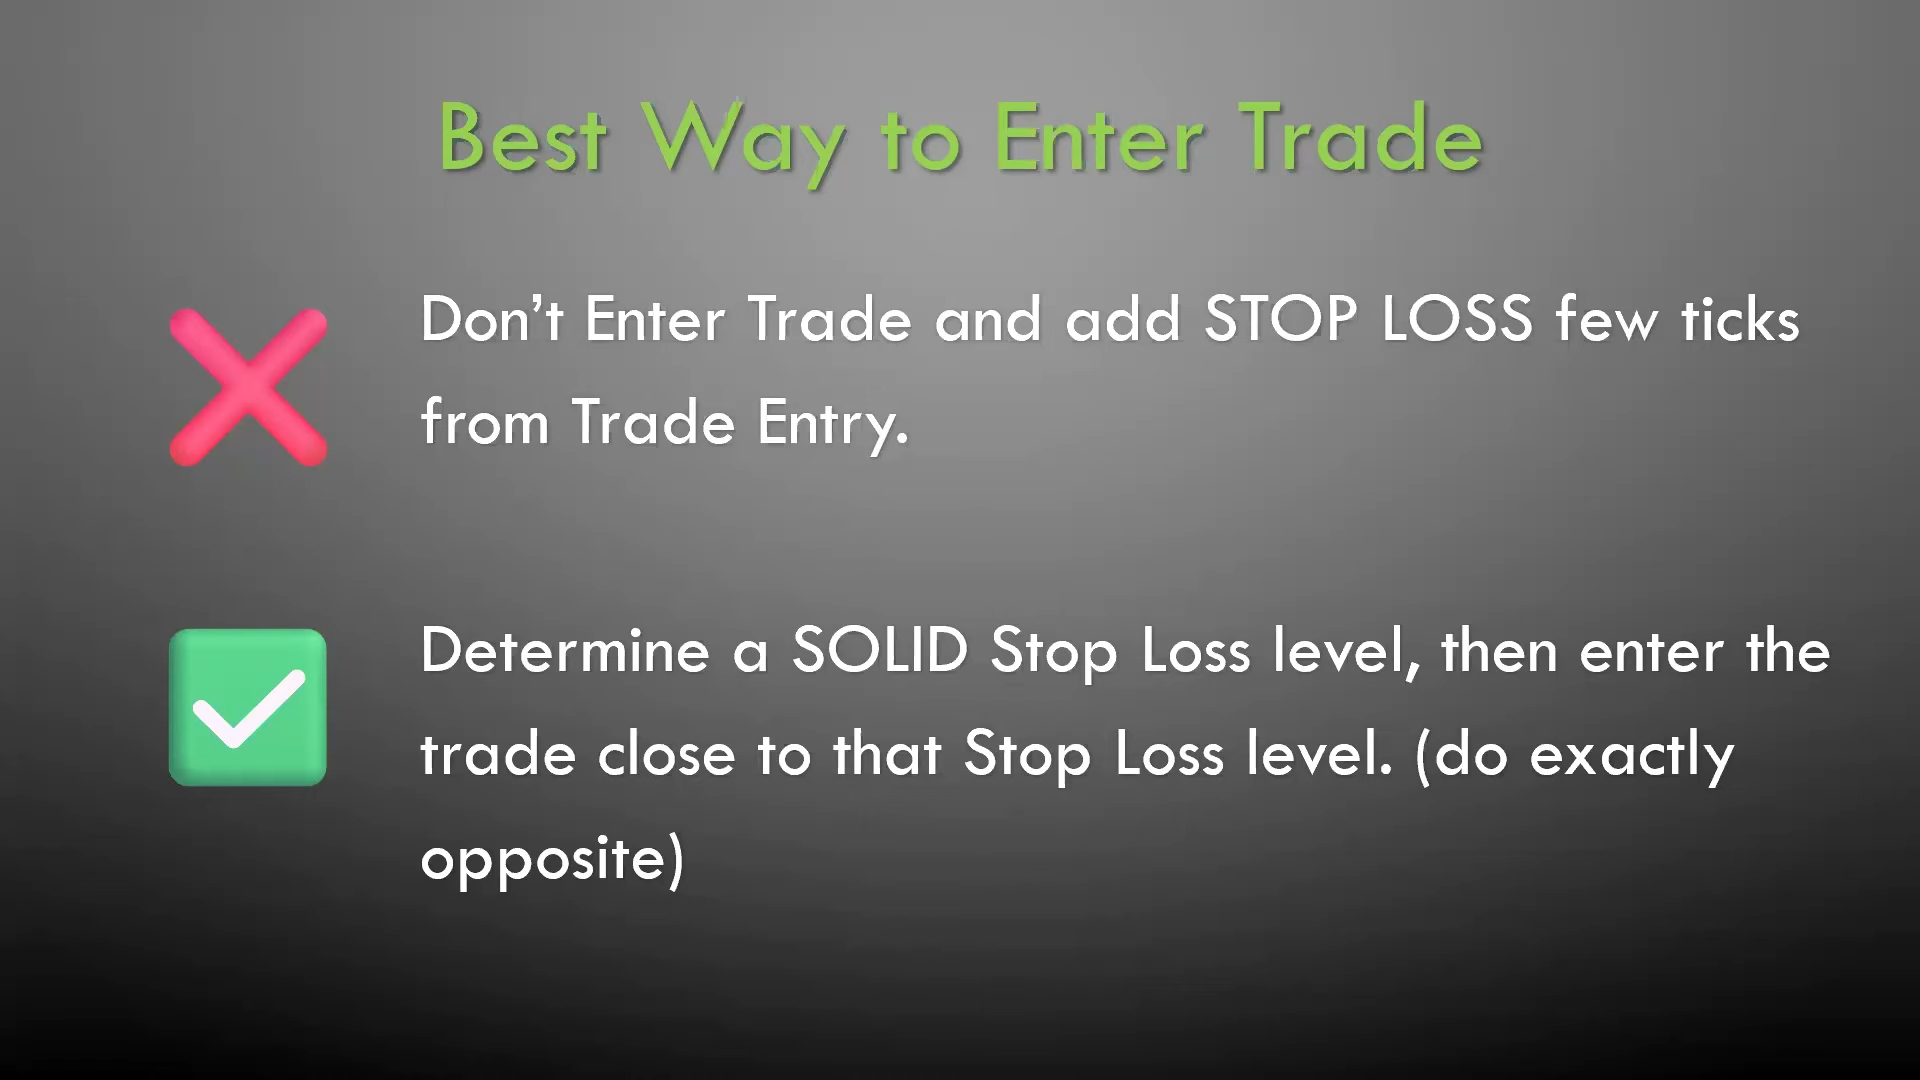 Best Way to Enter Trade
Don’t Enter Trade and add STOP LOSS few ticks
from Trade Entry.
Determine a SOLID Stop Loss level, then enter the
trade close to that Stop Loss level. (do exactly
opposite)